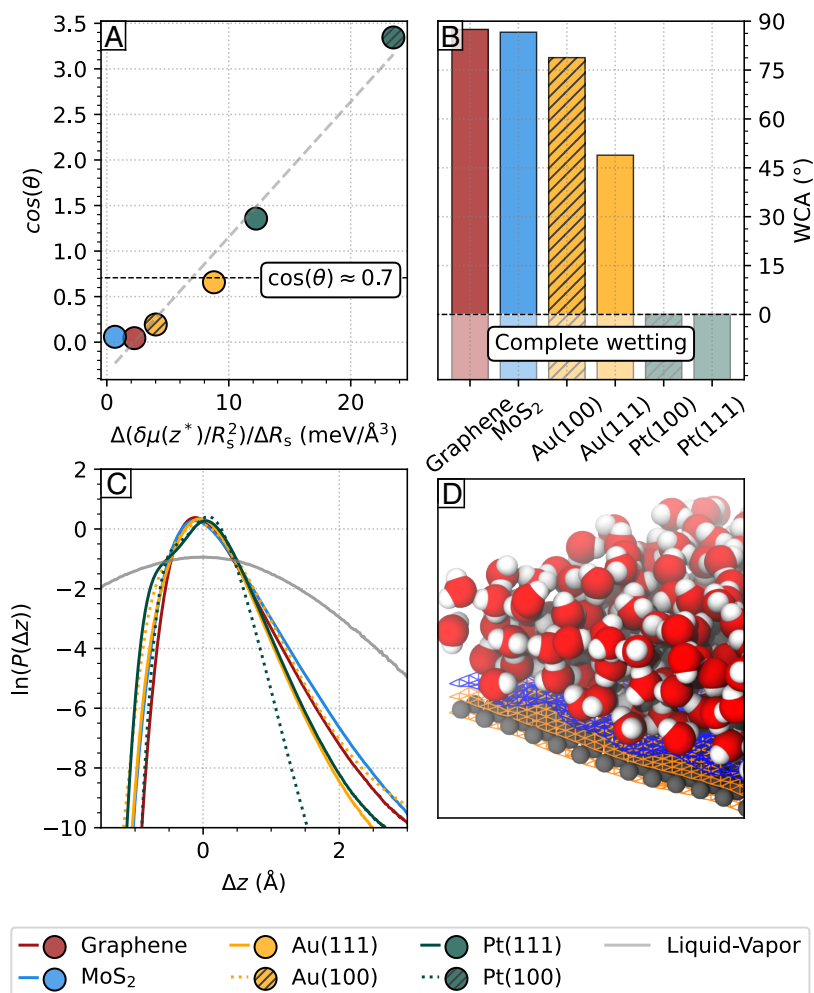 A
3.5
3.0
2.5
2.0
1.5
1.0
0.5
0.0
cos(θ)
cos(θ) ≈ 0.7
0 8 16 24
Δ(δμ(z*)/R_s^2)/ΔR_s (meV/Å^3)
B
90
75
60
45
30
15
0
WCA (°)
Complete wetting
Graphene
MoS₂
Au(100)
Au(111)
Pt(100)
Pt(111)
C
2
0
−2
−4
−6
−8
−10
ln(P(Δz))
0 2
Δz (Å)
D
Graphene Au(111) Pt(111) Liquid-Vapor
MoS₂ Au(100) Pt(100)